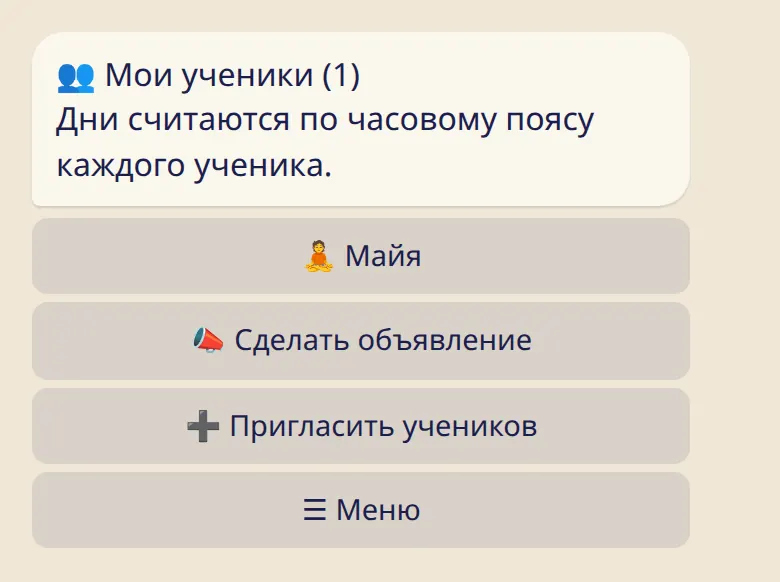 👥 Мои ученики (1)
Дни считаются по часовому поясу
каждого ученика.
🧘 Майя
📣 Сделать объявление
➕ Пригласить учеников
☰ Меню